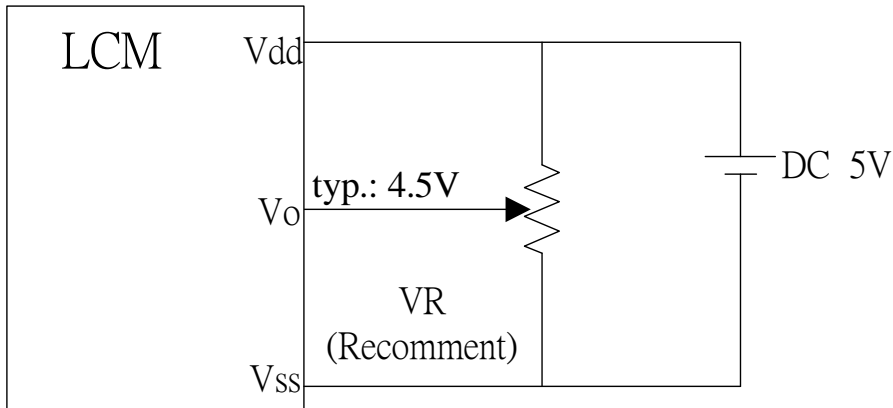 LCM
Vdd
DC 5V
typ.: 4.5V
Vo
VR
(Recomment)
Vss